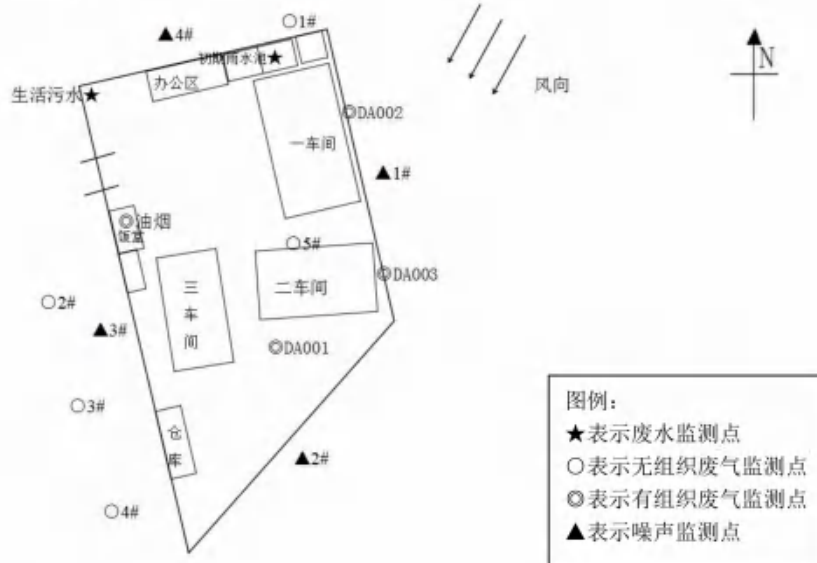 ○1#
▲4#
初期雨水池★
办公区
生活污水★
风向
N
◎DA002
一车间
▲1#
◎油烟
饭堂
○5#
◎DA003
三车间
二车间
○2#
▲3#
◎DA001
○3#
仓库
▲2#
○4#
图例：
★表示废水监测点
○表示无组织废气监测点
◎表示有组织废气监测点
▲表示噪声监测点